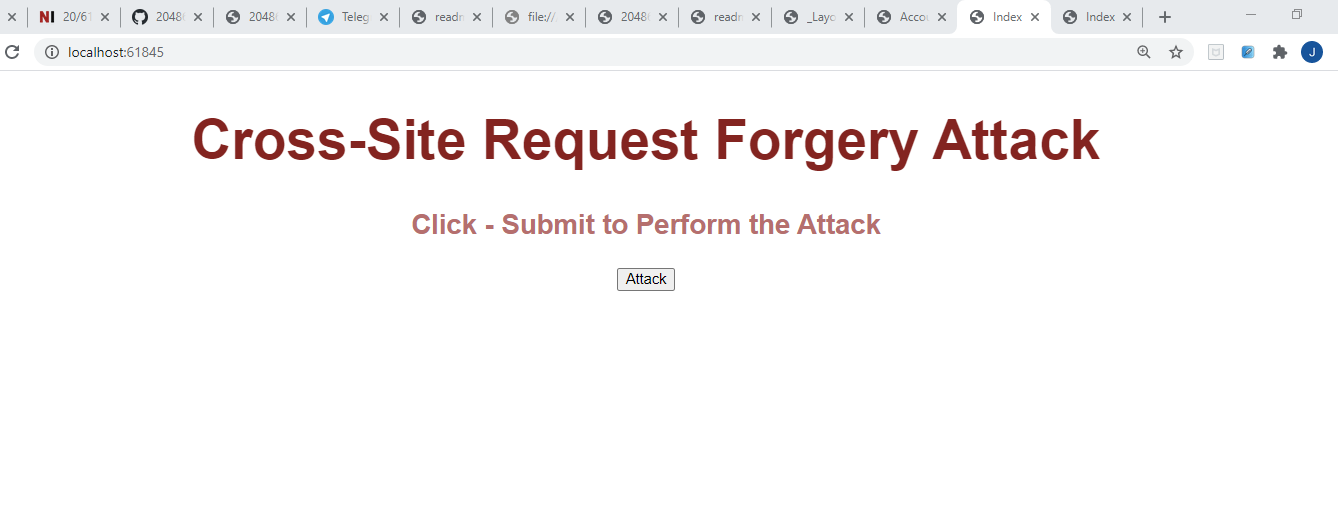 NI 20/61 2048 2048 Teleg readr file:// 2048 readr _Layo Accou Index Index
localhost:61845 J
Cross-Site Request Forgery Attack
Click - Submit to Perform the Attack
Attack